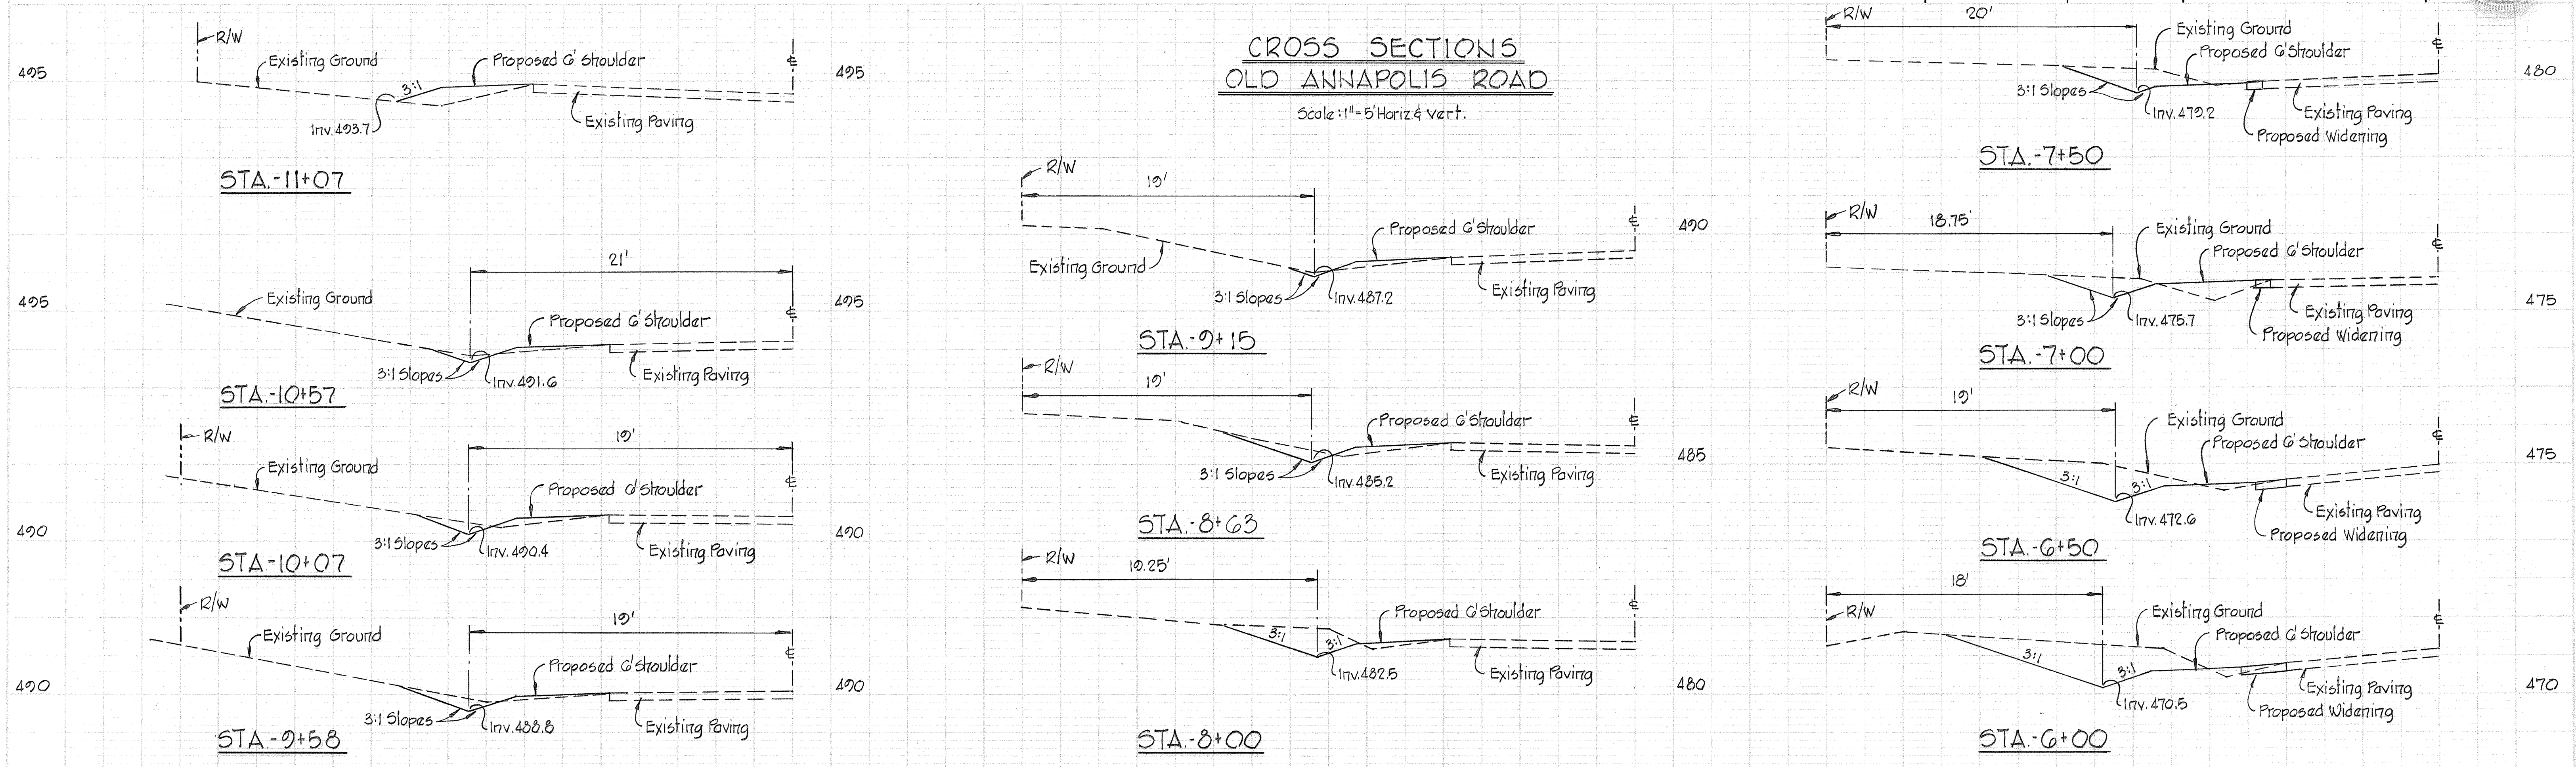 CROSS SECTIONS
OLD ANNAPOLIS ROAD
Scale: 1" = 5' Horiz. & Vert.
R/W
Existing Ground
Proposed 6' Shoulder
℄
495
495
3:1
Inv. 493.7
Existing Paving
STA.-11+07
21'
Existing Ground
Proposed 6' Shoulder
℄
495
495
3:1 Slopes
Inv. 491.6
Existing Paving
STA.-10+57
R/W
19'
Existing Ground
Proposed 6' Shoulder
℄
490
490
3:1 Slopes
Inv. 490.4
Existing Paving
STA.-10+07
R/W
19'
Existing Ground
Proposed 6' Shoulder
℄
490
490
3:1 Slopes
Inv. 488.8
Existing Paving
STA.-9+58
R/W
19'
Proposed 6' Shoulder
℄
490
Existing Ground
3:1 Slopes
Inv. 487.2
Existing Paving
STA.-9+15
R/W
19'
Proposed 6' Shoulder
℄
485
3:1 Slopes
Inv. 485.2
Existing Paving
STA.-8+63
R/W
19.25'
Proposed 6' Shoulder
℄
3:1
3:1
Inv. 482.5
Existing Paving
480
STA.-8+00
R/W
20'
Existing Ground
Proposed 6' Shoulder
℄
480
3:1 Slopes
Inv. 479.2
Existing Paving
Proposed Widening
STA.-7+50
R/W
18.75'
Existing Ground
Proposed 6' Shoulder
℄
475
3:1 Slopes
Inv. 475.7
Existing Paving
Proposed Widening
STA.-7+00
R/W
19'
Existing Ground
Proposed 6' Shoulder
℄
475
3:1
3:1
Inv. 472.6
Existing Paving
Proposed Widening
STA.-6+50
18'
R/W
Existing Ground
Proposed 6' Shoulder
℄
3:1
3:1
470
Inv. 470.5
Existing Paving
Proposed Widening
STA.-6+00